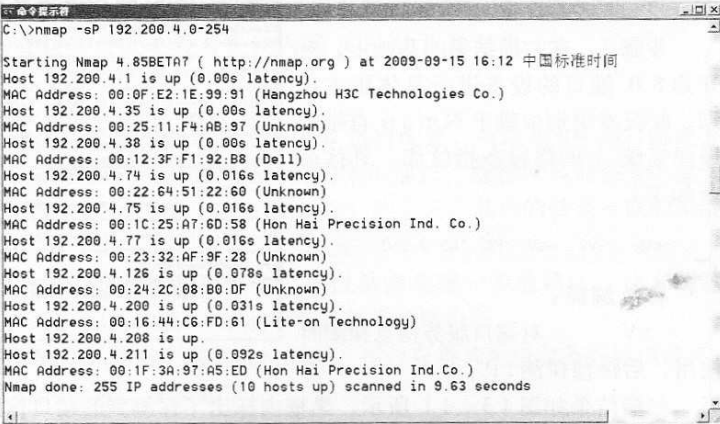 命令提示符
C:\>nmap -sP 192.200.4.0-254
Starting Nmap 4.85BETA7 ( http://nmap.org ) at 2009-09-15 16:12 中国标准时间
Host 192.200.4.1 is up (0.00s latency).
MAC Address: 00:0F:E2:1E:99:91 (Hangzhou H3C Technologies Co.)
Host 192.200.4.35 is up (0.00s latency).
MAC Address: 00:25:11:F4:AB:97 (Unknown)
Host 192.200.4.38 is up (0.00s latency).
MAC Address: 00:12:3F:F1:92:B8 (Dell)
Host 192.200.4.74 is up (0.016s latency).
MAC Address: 00:22:64:51:22:60 (Unknown)
Host 192.200.4.75 is up (0.016s latency).
MAC Address: 00:1C:25:A7:6D:58 (Hon Hai Precision Ind. Co.)
Host 192.200.4.77 is up (0.016s latency).
MAC Address: 00:23:32:AF:9F:28 (Unknown)
Host 192.200.4.126 is up (0.078s latency).
MAC Address: 00:24:2C:08:B0:DF (Unknown)
Host 192.200.4.200 is up (0.031s latency).
MAC Address: 00:16:44:C6:FD:61 (Lite-on Technology)
Host 192.200.4.208 is up.
Host 192.200.4.211 is up (0.092s latency).
MAC Address: 00:1F:3A:97:A5:ED (Hon Hai Precision Ind.Co.)
Nmap done: 255 IP addresses (10 hosts up) scanned in 9.63 seconds